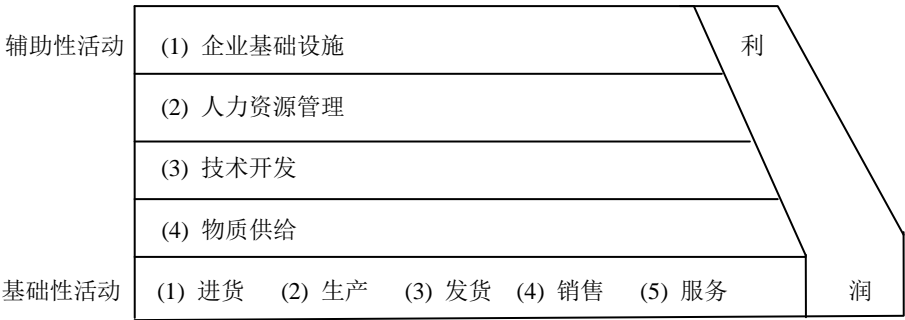 辅助性活动 (1) 企业基础设施 利
(2) 人力资源管理
(3) 技术开发
(4) 物质供给
基础性活动 (1) 进货 (2) 生产 (3) 发货 (4) 销售 (5) 服务 润